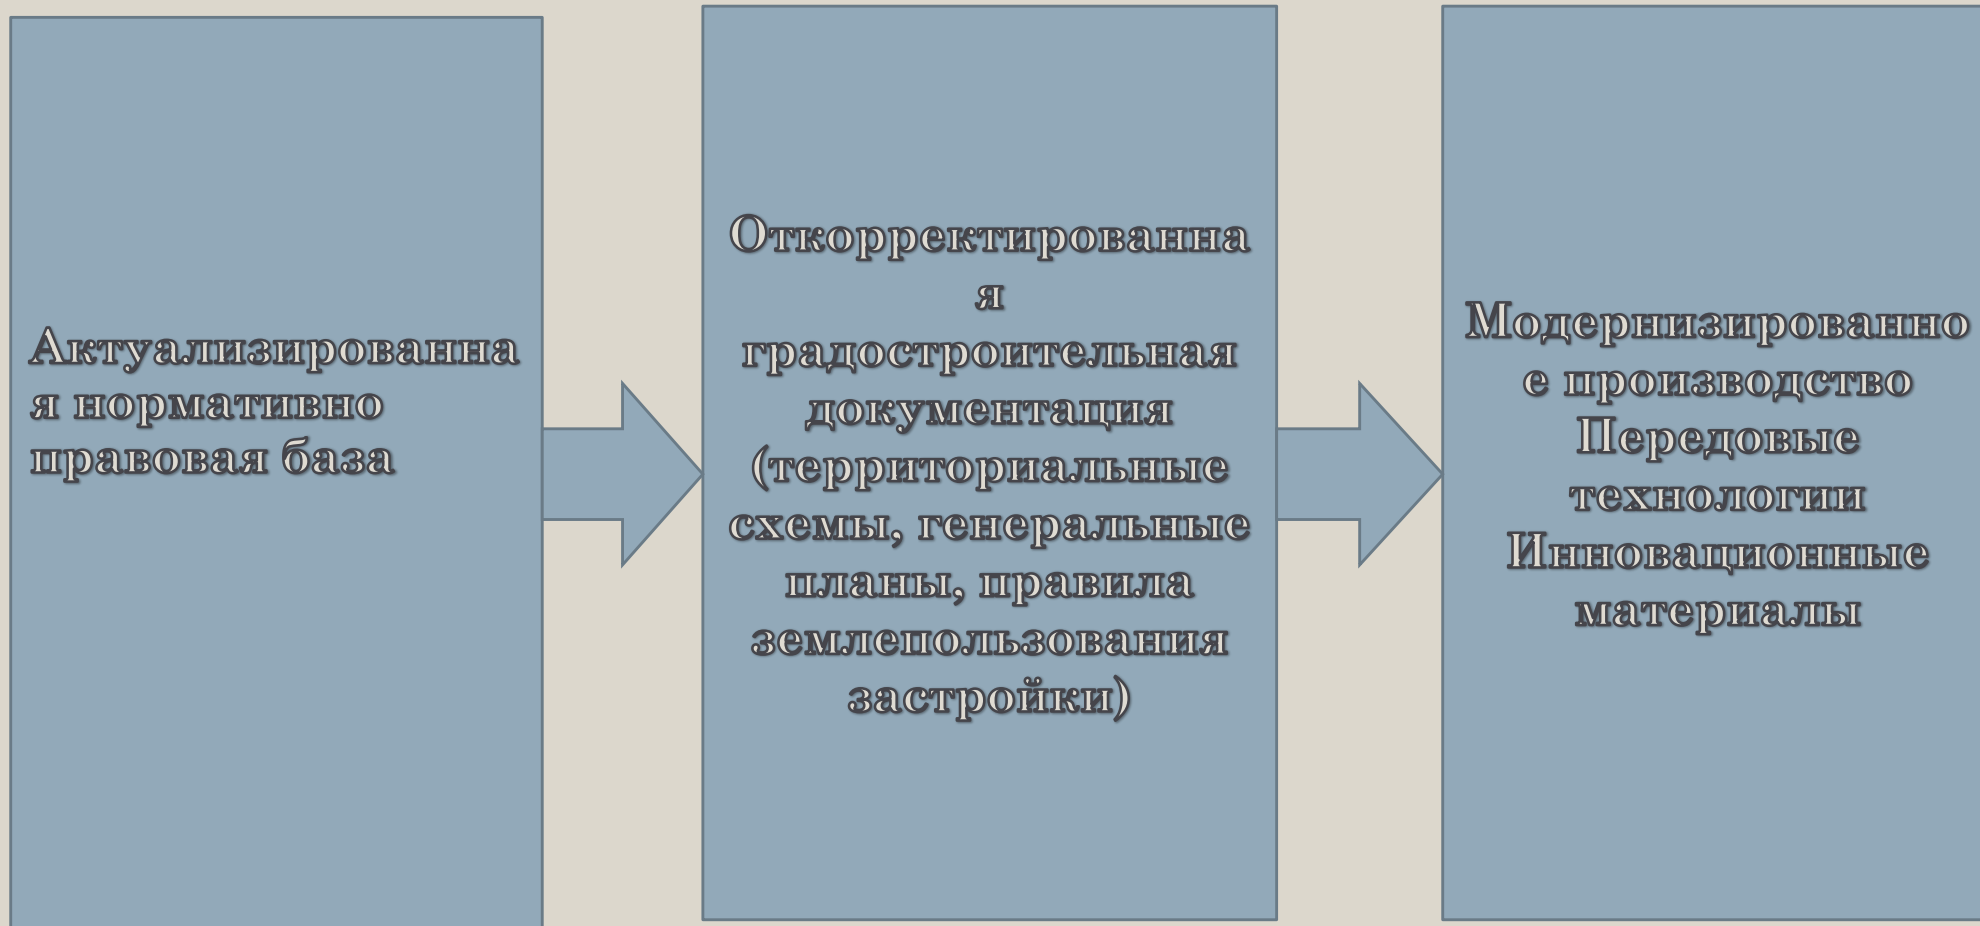 Актуализированна
я нормативно
правовая база
Откорректированна
я
градостроительная
документация
(территориальные
схемы, генеральные
планы, правила
землепользования
застройки)
Модернизированно
е производство
Передовые
технологии
Инновационные
материалы